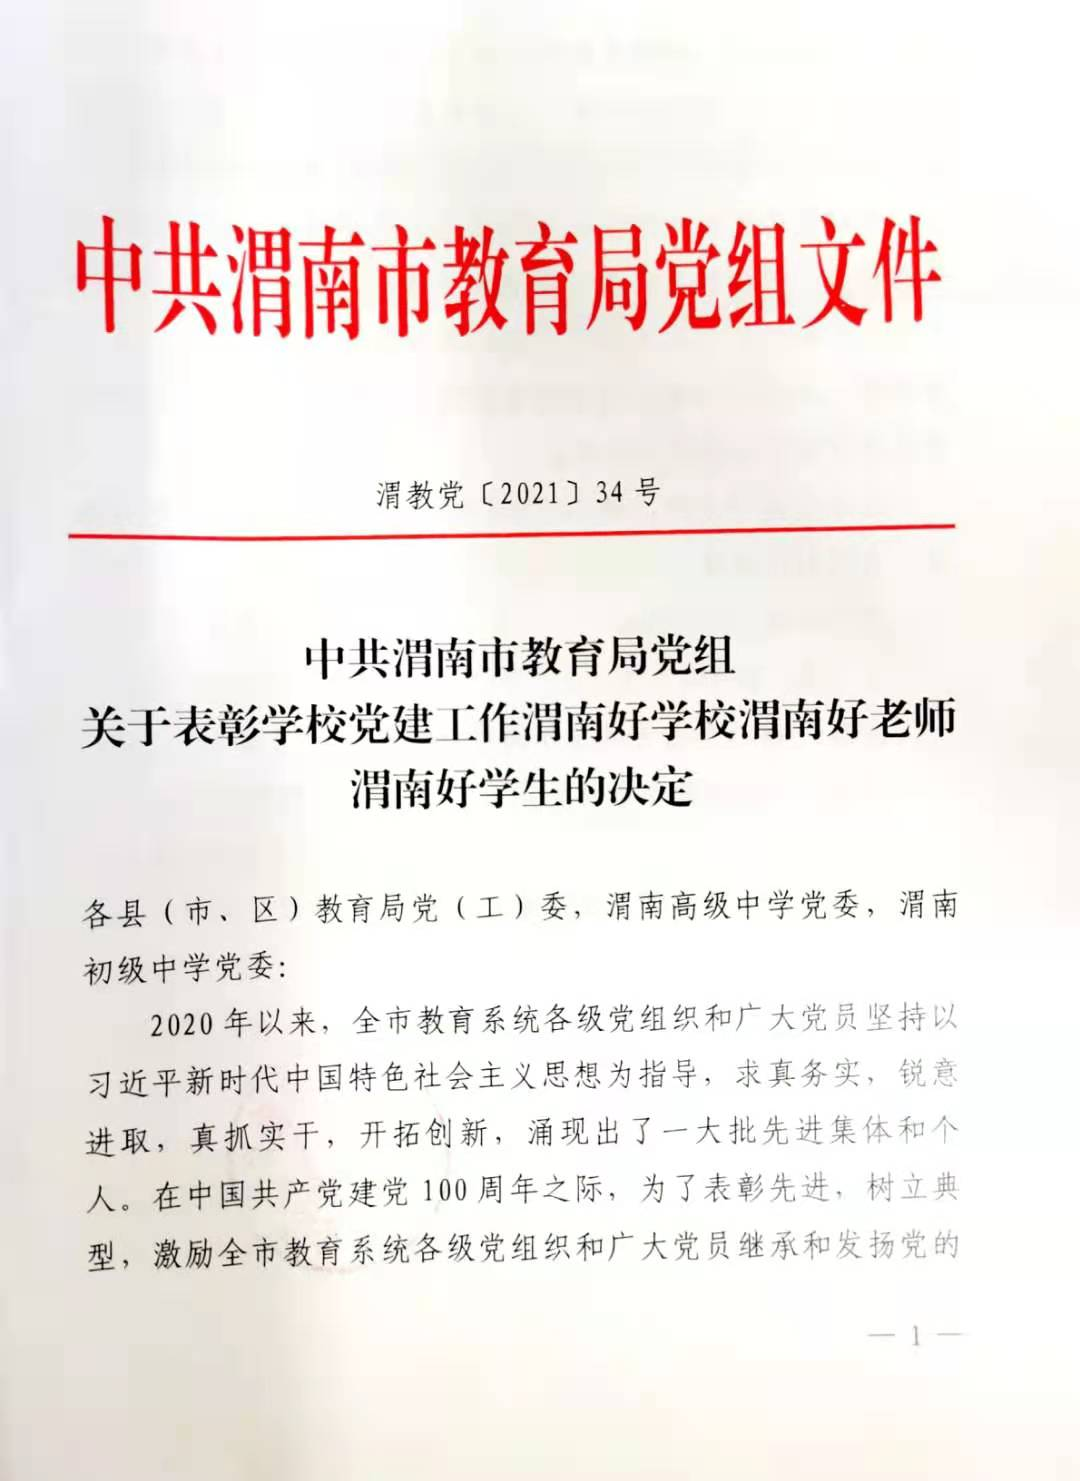 中共渭南市教育局党组文件
渭教党〔2021〕34号
中共渭南市教育局党组
关于表彰学校党建工作渭南好学校渭南好老师
渭南好学生的决定
各县（市、区）教育局党（工）委，渭南高级中学党委，渭南
初级中学党委：
2020年以来，全市教育系统各级党组织和广大党员坚持以
习近平新时代中国特色社会主义思想为指导，求真务实，锐意
进取，真抓实干，开拓创新，涌现出了一大批先进集体和个
人。在中国共产党建党100周年之际，为了表彰先进，树立典
型，激励全市教育系统各级党组织和广大党员继承和发扬党的
— 1 —